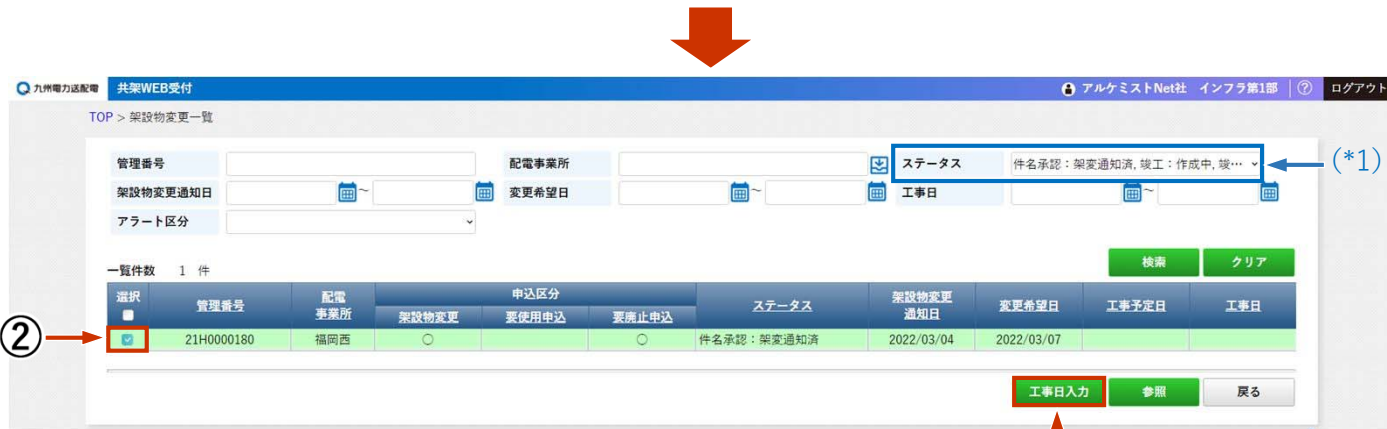 九州電力送配電 共架WEB受付 アルケミストNet社 インフラ第1部 ? ログアウト
TOP > 架設物変更一覧
管理番号 配電事業所 ステータス 件名承認：架変通知済, 竣工：作成中, 竣… (*1)
架設物変更通知日 ~ 変更希望日 ~ 工事日 ~
アラート区分
検索 クリア
一覧件数 1 件
選択 管理番号 配電事業所 申込区分 ステータス 架設物変更通知日 変更希望日 工事予定日 工事日
架設物変更 要使用申込 要廃止申込
② 21H0000180 福岡西 ○ ○ 件名承認：架変通知済 2022/03/04 2022/03/07
工事日入力 参照 戻る